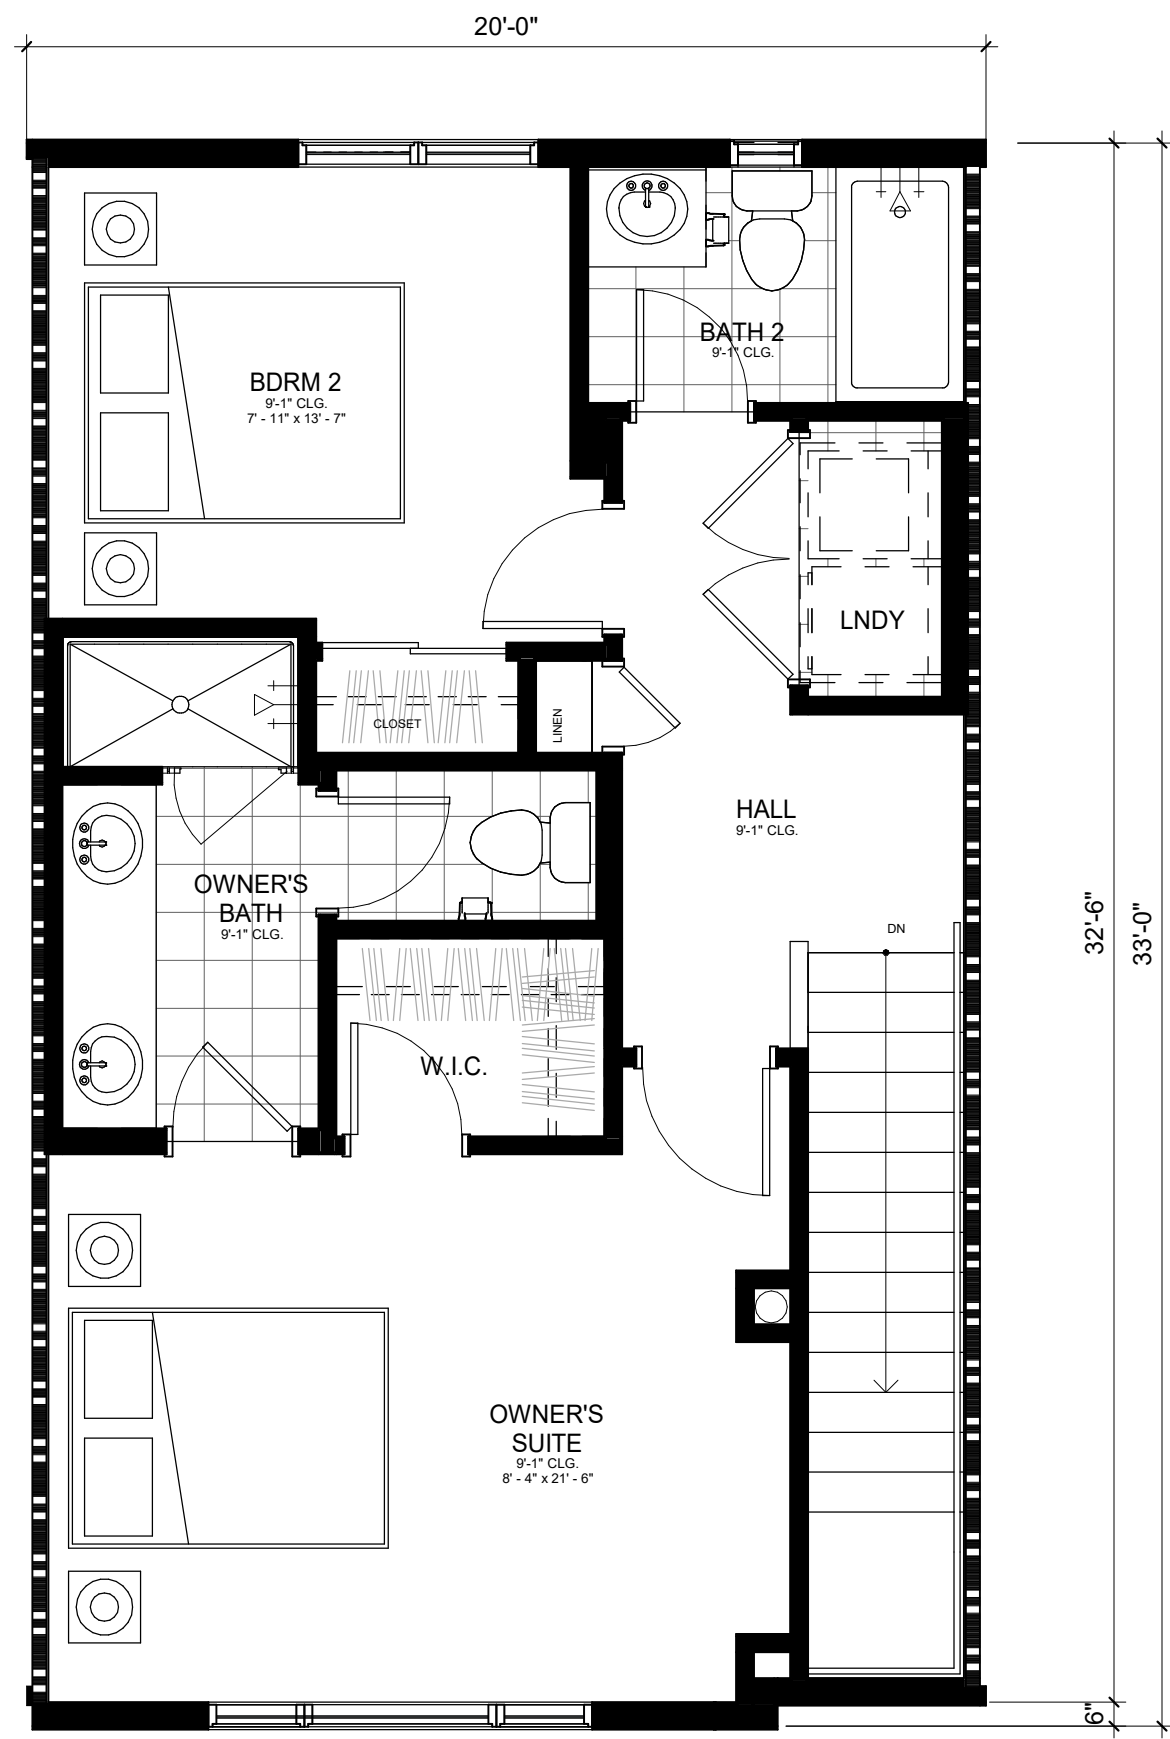 20'-0"
BATH 2
9'-1" CLG.
BDRM 2
9'-1" CLG.
7' - 11" x 13' - 7"
LNDY
CLOSET
LINEN
HALL
9'-1" CLG.
OWNER'S
BATH
9'-1" CLG.
DN
32'-6"
33'-0"
W.I.C.
OWNER'S
SUITE
9'-1" CLG.
8' - 4" x 21' - 6"
6"